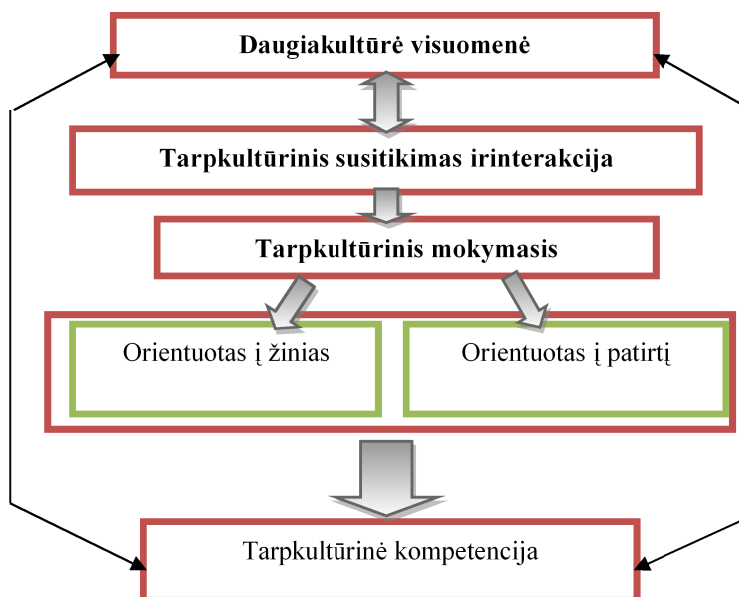 Daugiakultūrė visuomenė
Tarpkultūrinis susitikimas irinterakcija
Tarpkultūrinis mokymasis
Orientuotas į žinias
Orientuotas į patirtį
Tarpkultūrinė kompetencija